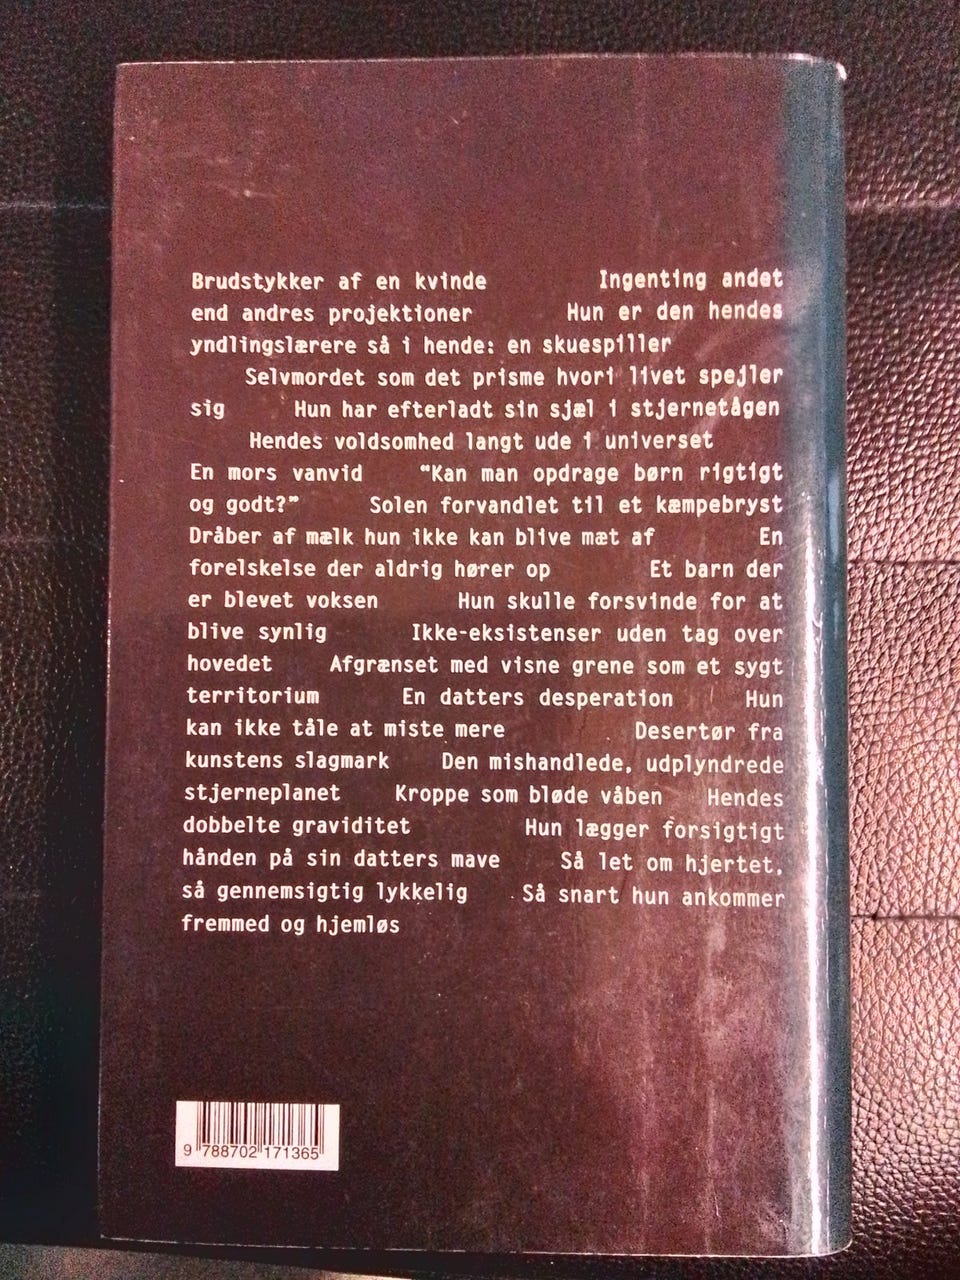 Brudstykker af en kvinde Ingenting andet
end andres projektioner Hun er den hendes
yndlingslærere så i hende: en skuespiller
Selvmordet som det prisme hvori livet spejler
sig Hun har efterladt sin sjæl i stjernetågen
Hendes voldsomhed langt ude i universet
En mors vanvid "Kan man opdrage børn rigtigt
og godt?" Solen forvandlet til et kæmpebryst
Dråber af mælk hun ikke kan blive mæt af En
forelskelse der aldrig hører op Et barn der
er blevet voksen Hun skulle forsvinde for at
blive synlig Ikke-eksistenser uden tag over
hovedet Afgrænset med visne grene som et sygt
territorium En datters desperation Hun
kan ikke tåle at miste mere Desertør fra
kunstens slagmark Den mishandlede, udplyndrede
stjerneplanet Kroppe som bløde våben Hendes
dobbelte graviditet Hun lægger forsigtigt
hånden på sin datters mave Så let om hjertet,
så gennemsigtig lykkelig Så snart hun ankommer
fremmed og hjemløs
9 788702 171365